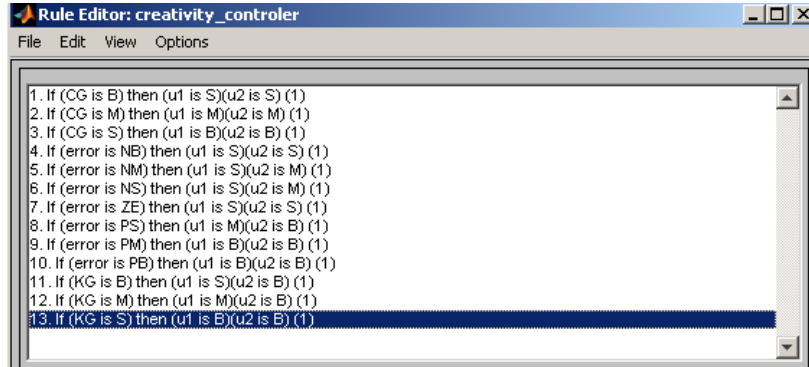 Rule Editor: creativity_controler
File Edit View Options
1. If (CG is B) then (u1 is S)(u2 is S) (1)
2. If (CG is M) then (u1 is M)(u2 is M) (1)
3. If (CG is S) then (u1 is B)(u2 is B) (1)
4. If (error is NB) then (u1 is S)(u2 is S) (1)
5. If (error is NM) then (u1 is S)(u2 is M) (1)
6. If (error is NS) then (u1 is S)(u2 is M) (1)
7. If (error is ZE) then (u1 is S)(u2 is S) (1)
8. If (error is PS) then (u1 is M)(u2 is B) (1)
9. If (error is PM) then (u1 is B)(u2 is B) (1)
10. If (error is PB) then (u1 is B)(u2 is B) (1)
11. If (KG is B) then (u1 is S)(u2 is S) (1)
12. If (KG is M) then (u1 is M)(u2 is B) (1)
13. If (KG is S) then (u1 is B)(u2 is B) (1)